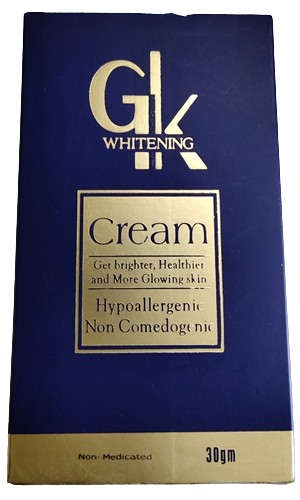 Gk
WHITENING
Cream
Get brighter, Healthier
and More Glowing skin
Hypoallergenic
Non Comedogenic
Non-Medicated 30gm